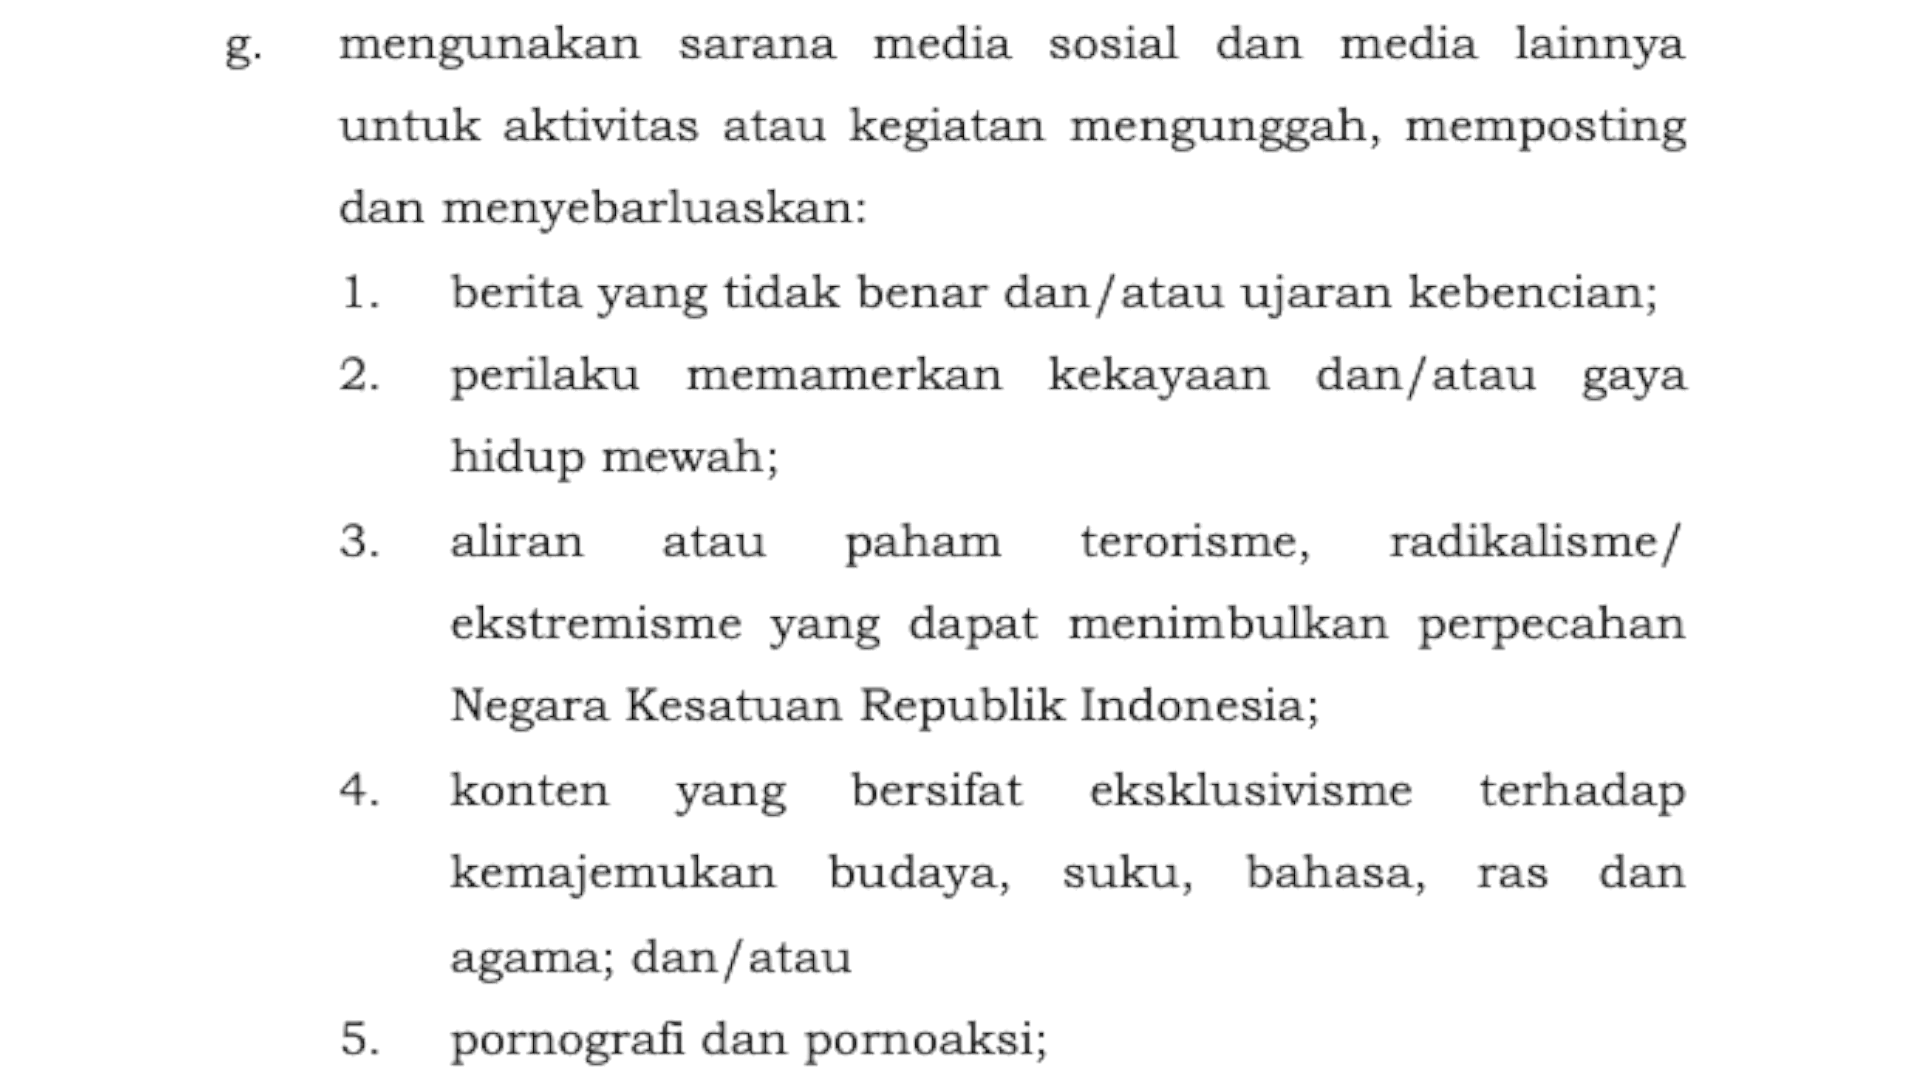 g. mengunakan sarana media sosial dan media lainnya
untuk aktivitas atau kegiatan mengunggah, memposting
dan menyebarluaskan:
1. berita yang tidak benar dan/atau ujaran kebencian;
2. perilaku memamerkan kekayaan dan/atau gaya
hidup mewah;
3. aliran atau paham terorisme, radikalisme/
ekstremisme yang dapat menimbulkan perpecahan
Negara Kesatuan Republik Indonesia;
4. konten yang bersifat eksklusivisme terhadap
kemajemukan budaya, suku, bahasa, ras dan
agama; dan/atau
5. pornografi dan pornoaksi;